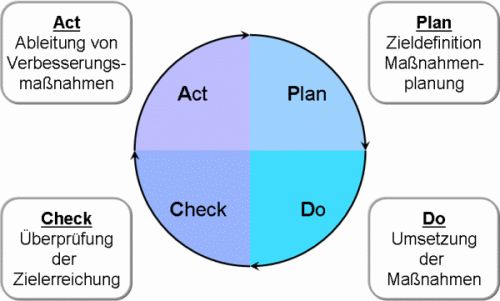 Act
Ableitung von
Verbesserungs-
maßnahmen
Plan
Zieldefinition
Maßnahmen-
planung
Act
Plan
Check
Do
Check
Überprüfung
der
Zielerreichung
Do
Umsetzung
der
Maßnahmen